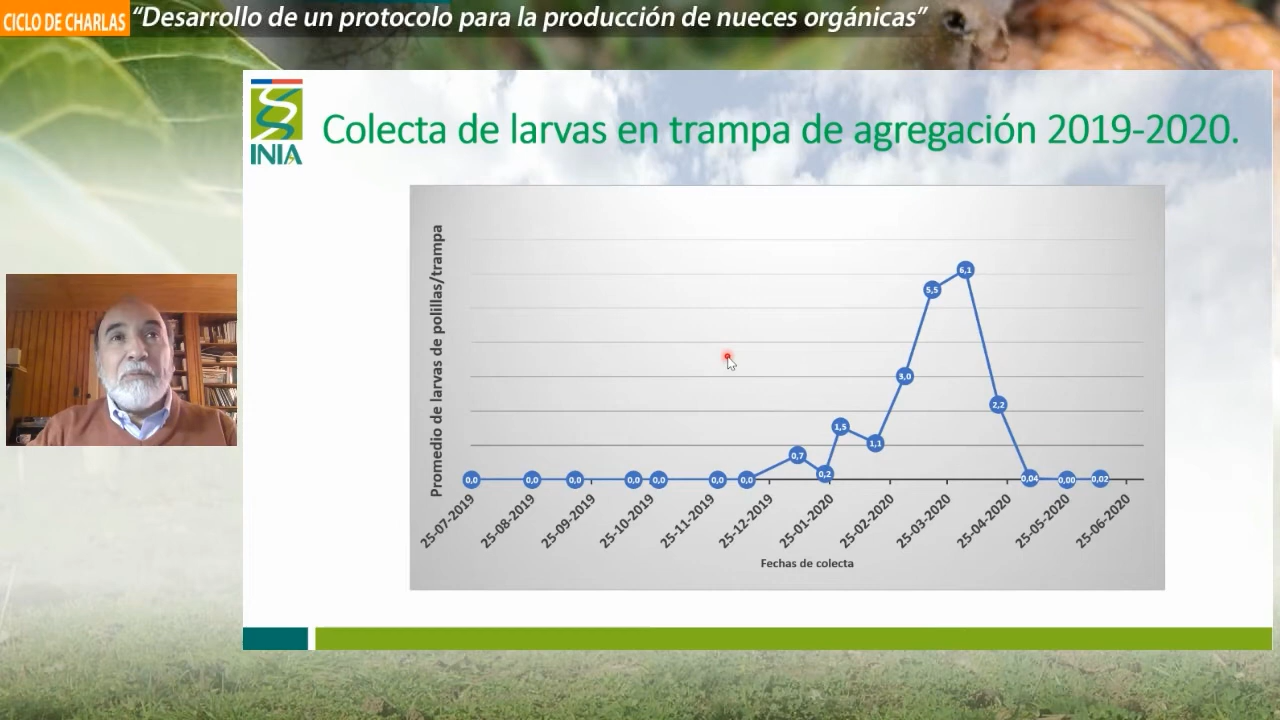 CICLO DE CHARLAS "Desarrollo de un protocolo para la producción de nueces orgánicas"
INIA
Colecta de larvas en trampa de agregación 2019-2020.
Promedio de larvas de polillas/trampa
6,1
5,5
3,0
2,2
1,5
1,1
0,7
0,2
0,0 0,0 0,0 0,0 0,0 0,0 0,0 0,04 0,00 0,02
25-07-2019 25-08-2019 25-09-2019 25-10-2019 25-11-2019 25-12-2019 25-01-2020 25-02-2020 25-03-2020 25-04-2020 25-05-2020 25-06-2020
Fechas de colecta